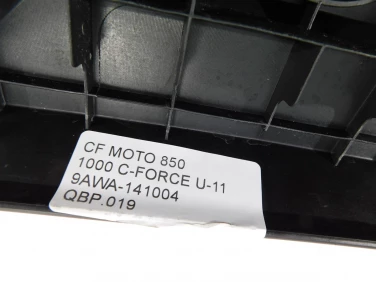 CF MOTO 850
1000 C-FORCE U-11
9AWA-141004
QBP.019